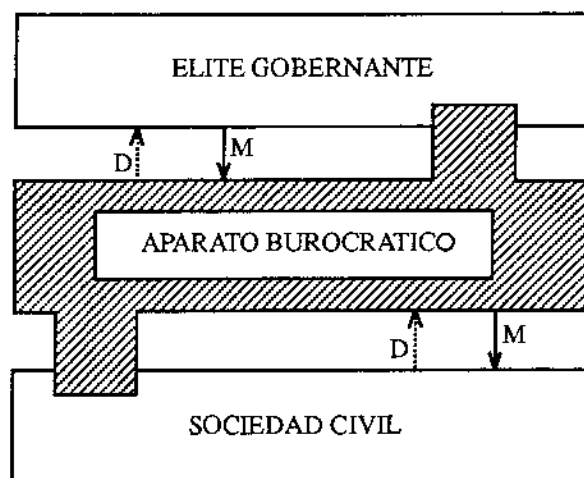 ELITE GOBERNANTE
D
M
APARATO BUROCRATICO
D
M
SOCIEDAD CIVIL